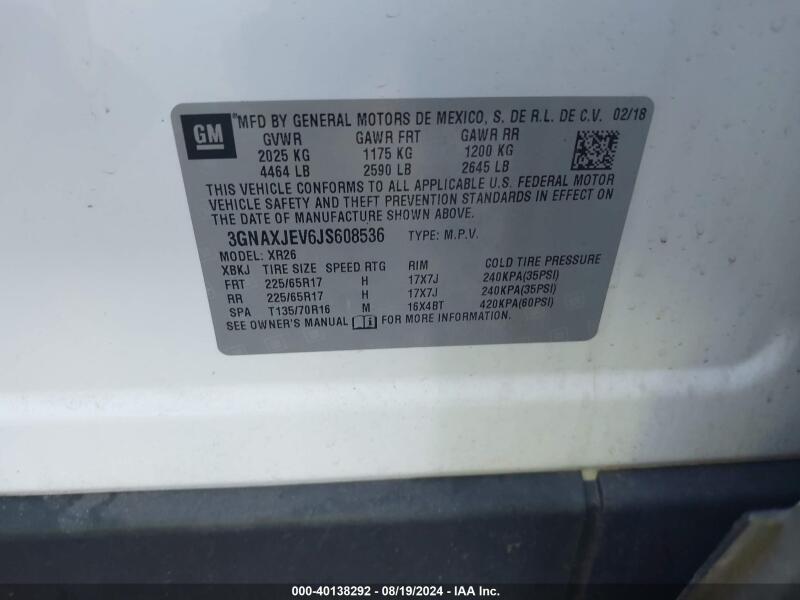 GM
MFD BY GENERAL MOTORS DE MEXICO, S. DE R.L. DE C.V. 02/18
GVWR GAWR FRT GAWR RR
2025 KG 1175 KG 1200 KG
4464 LB 2590 LB 2645 LB
THIS VEHICLE CONFORMS TO ALL APPLICABLE U.S. FEDERAL MOTOR
VEHICLE SAFETY AND THEFT PREVENTION STANDARDS IN EFFECT ON
THE DATE OF MANUFACTURE SHOWN ABOVE.
3GNAXJEV6JS608536 TYPE: M.P.V.
MODEL: XR26
XBKJ TIRE SIZE SPEED RTG RIM COLD TIRE PRESSURE
FRT 225/65R17 H 17X7J 240KPA(35PSI)
RR 225/65R17 H 17X7J 240KPA(35PSI)
SPA T135/70R16 M 16X4BT 420KPA(60PSI)
SEE OWNER'S MANUAL FOR MORE INFORMATION.
000-40138292 - 08/19/2024 - IAA Inc.